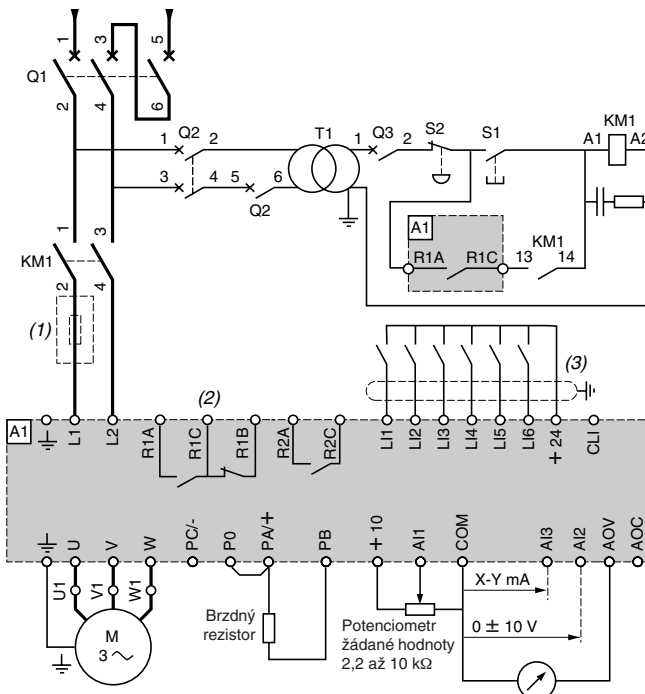 1 3 5
Q1
2 4 6
1 Q2 2 T1 1 Q3 2 S2 S1 KM1
A1 A2
3 4 5 6
Q2
A1
R1A R1C 13 KM1 14
1 3
KM1
2 4
(1)
(2)
(3)
A1
L1 L2 R1A R1C R1B R2A R2C LI1 LI2 LI3 LI4 LI5 LI6 + 24 CLI
U V W PC/- P0 PA/+ PB + 10 AI1 COM AI3 AI2 AOV AOC
U1 V1 W1
X-Y mA
M
3
Brzdný
rezistor
Potenciometr
žádané hodnoty
2,2 až 10 kΩ
0 ± 10 V